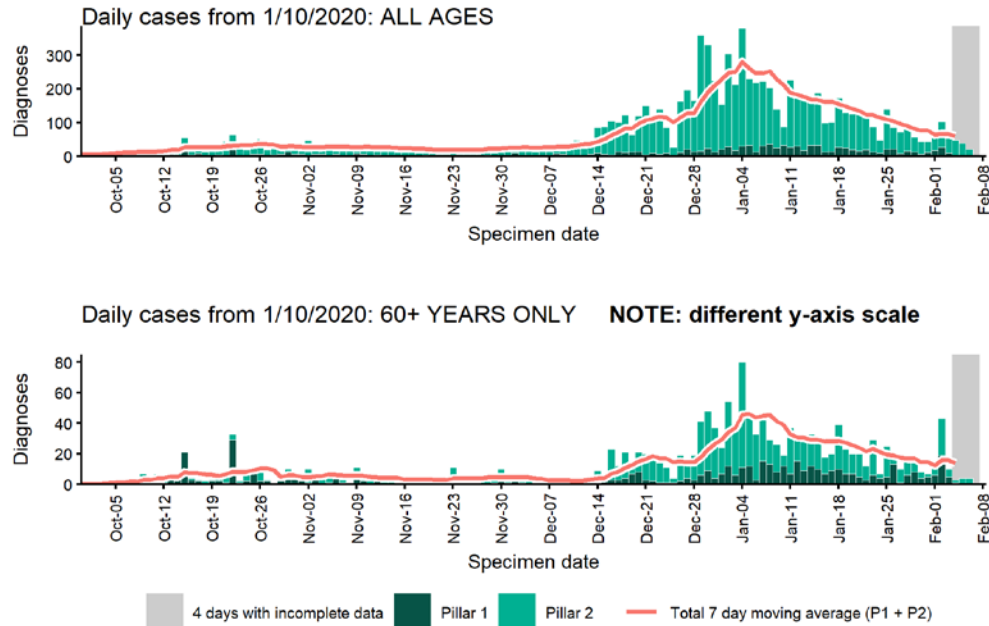 Daily cases from 1/10/2020: ALL AGES
Diagnoses
300
200
100
0
Oct-05 Oct-12 Oct-19 Oct-26 Nov-02 Nov-09 Nov-16 Nov-23 Nov-30 Dec-07 Dec-14 Dec-21 Dec-28 Jan-04 Jan-11 Jan-18 Jan-25 Feb-01 Feb-08
Specimen date
Daily cases from 1/10/2020: 60+ YEARS ONLY NOTE: different y-axis scale
Diagnoses
80
60
40
20
0
Oct-05 Oct-12 Oct-19 Oct-26 Nov-02 Nov-09 Nov-16 Nov-23 Nov-30 Dec-07 Dec-14 Dec-21 Dec-28 Jan-04 Jan-11 Jan-18 Jan-25 Feb-01 Feb-08
Specimen date
4 days with incomplete data Pillar 1 Pillar 2 Total 7 day moving average (P1 + P2)